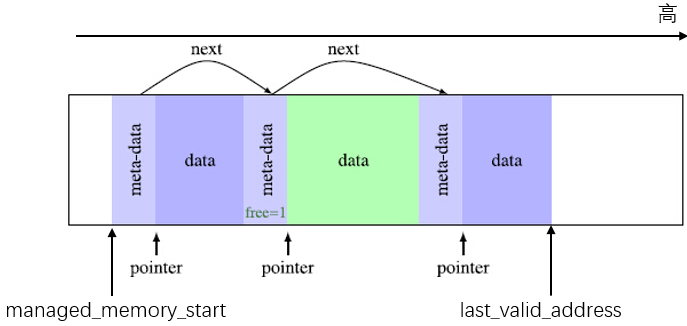 高
next
next
meta-data
data
meta-data
data
meta-data
data
free=1
pointer
pointer
pointer
managed_memory_start
last_valid_address